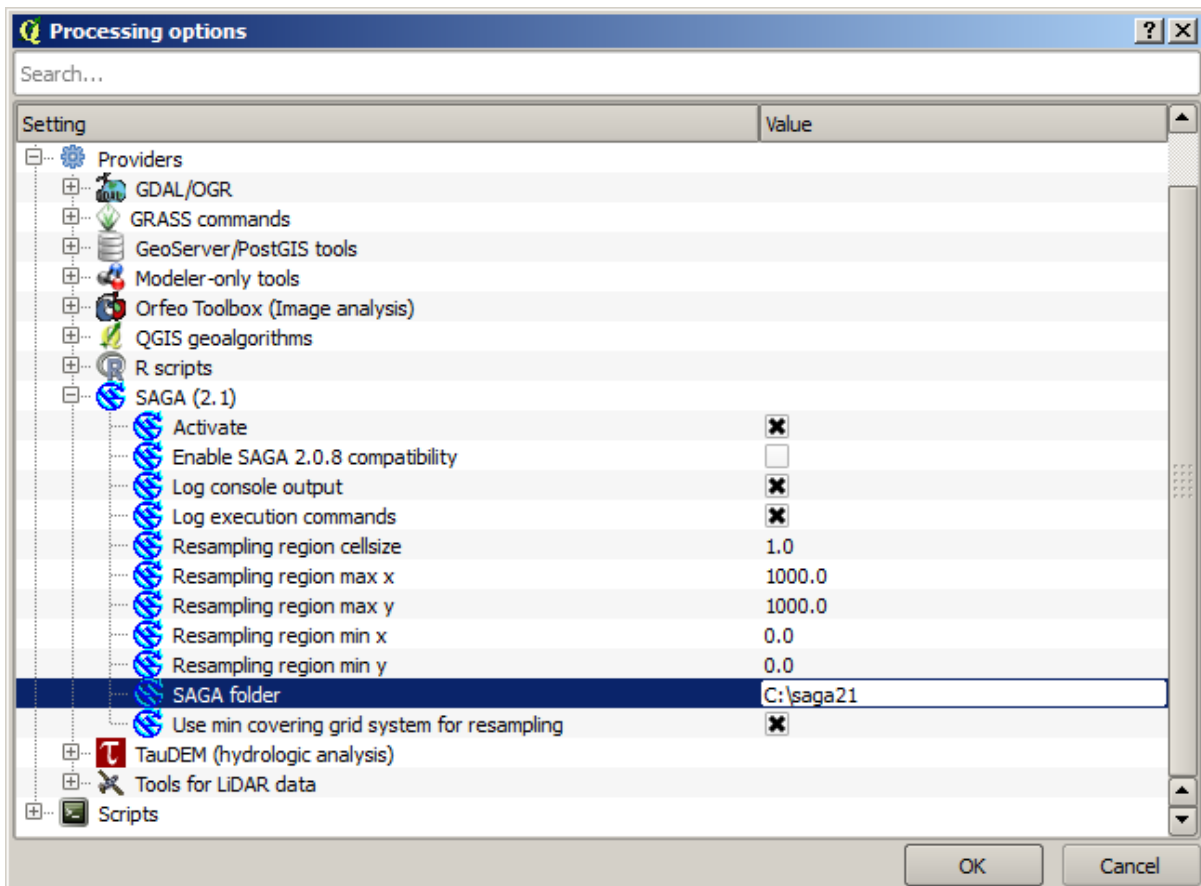 Processing options
Search...
Setting Value
Providers
GDAL/OGR
GRASS commands
GeoServer/PostGIS tools
Modeler-only tools
Orfeo Toolbox (Image analysis)
QGIS geoalgorithms
R scripts
SAGA (2.1)
Activate
Enable SAGA 2.0.8 compatibility
Log console output
Log execution commands
Resampling region cellsize 1.0
Resampling region max x 1000.0
Resampling region max y 1000.0
Resampling region min x 0.0
Resampling region min y 0.0
SAGA folder C:\saga21
Use min covering grid system for resampling
TauDEM (hydrologic analysis)
Tools for LiDAR data
Scripts
OK Cancel